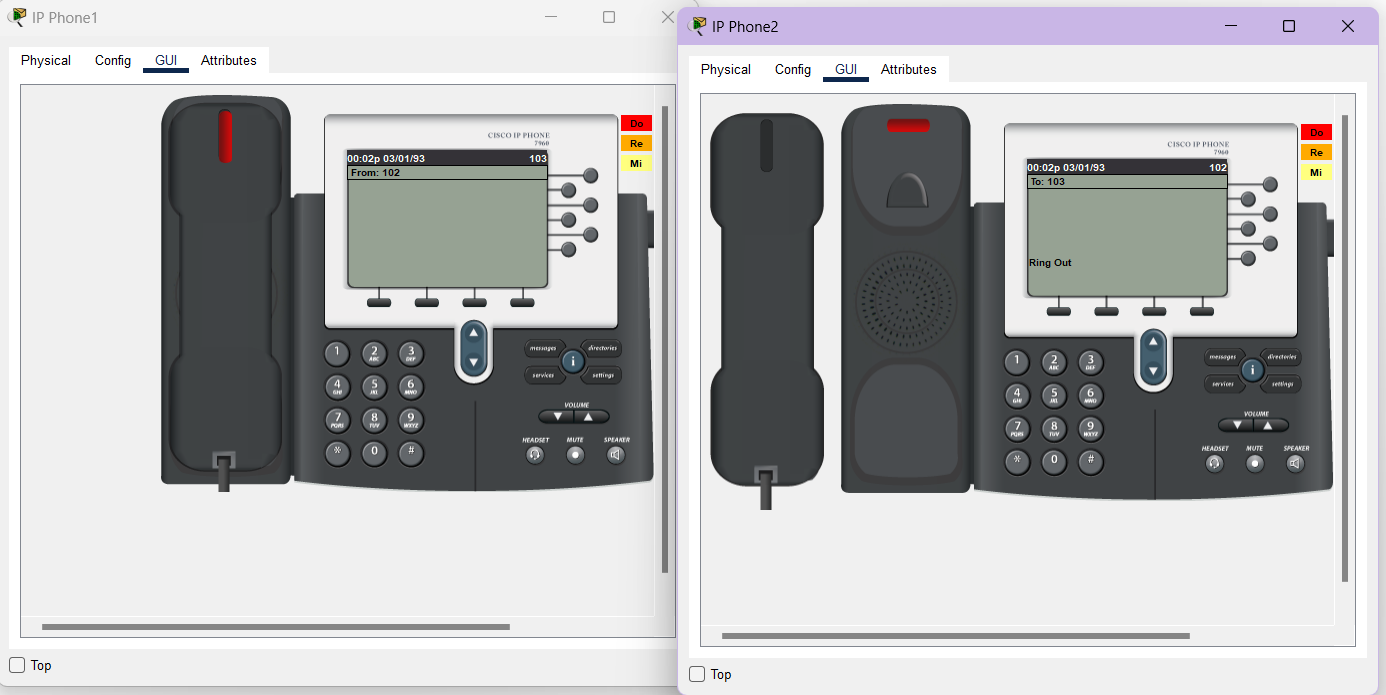 IP Phone1
Physical Config GUI Attributes
CISCO IP PHONE
7960
00:02p 03/01/93 103
From: 102
Do
Re
Mi
1 2 ABC 3 DEF
4 GHI 5 JKL 6 MNO
7 PQRS 8 TUV 9 WXYZ
* 0 #
messages directories
i
services settings
VOLUME
HEADSET MUTE SPEAKER
Top
IP Phone2
Physical Config GUI Attributes
CISCO IP PHONE
7960
00:02p 03/01/93 102
To: 103
Ring Out
Do
Re
Mi
1 2 ABC 3 DEF
4 GHI 5 JKL 6 MNO
7 PQRS 8 TUV 9 WXYZ
* 0 #
messages directories
i
services settings
VOLUME
HEADSET MUTE SPEAKER
Top